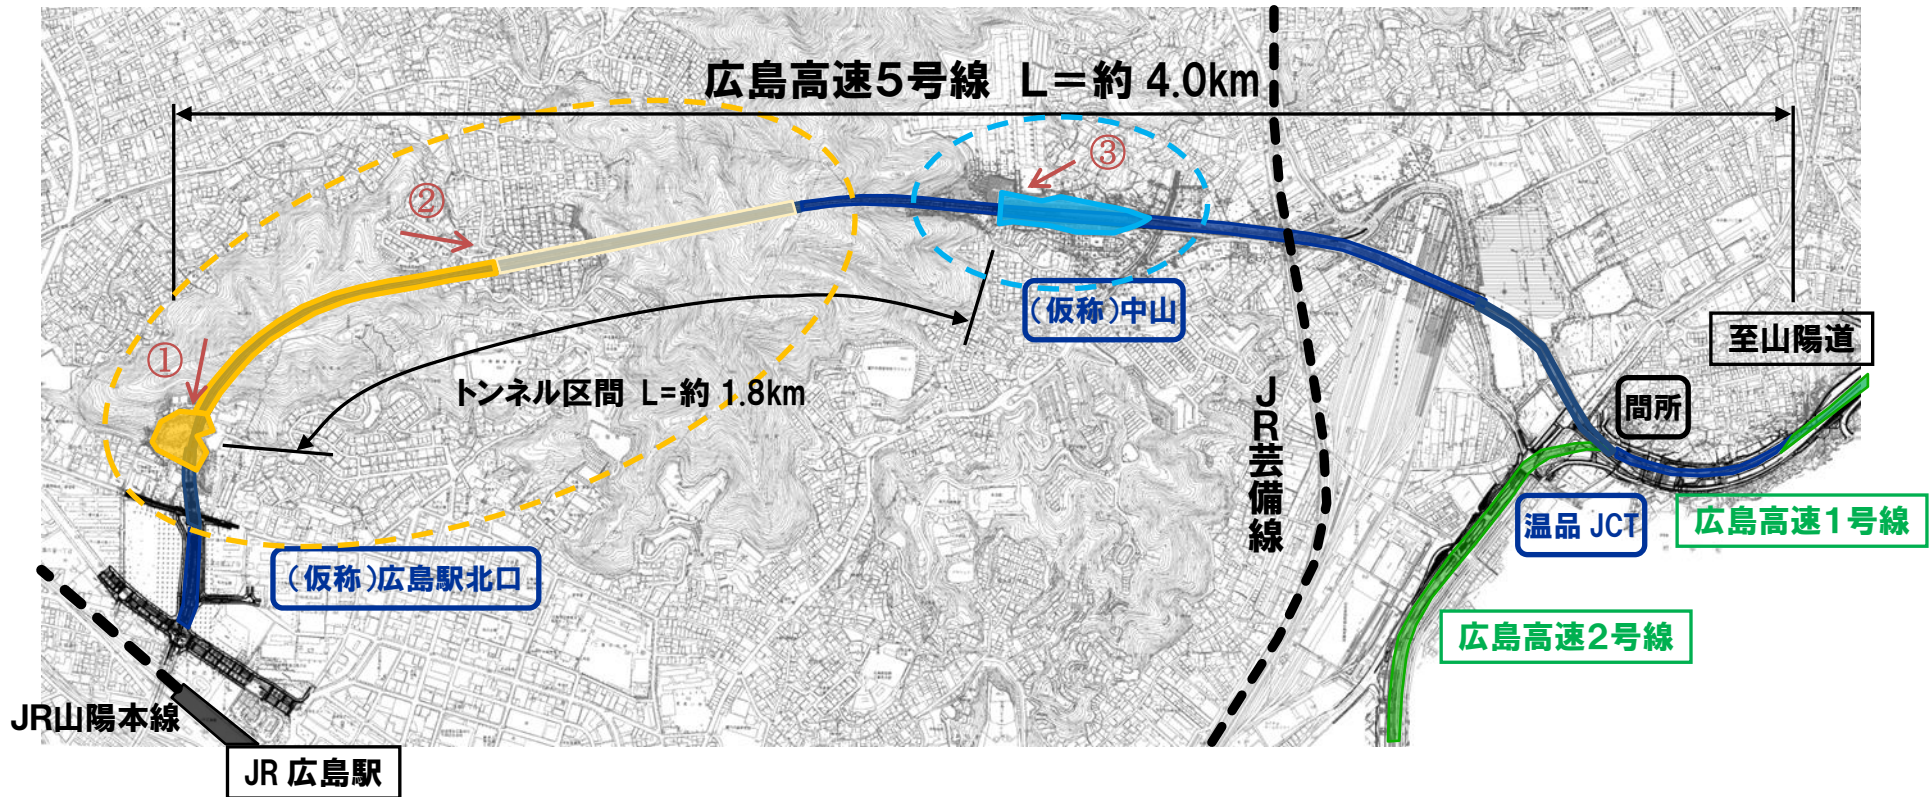 広島高速5号線 L=約 4.0km
③
②
(仮称)中山
至山陽道
①
トンネル区間 L=約 1.8km
間所
JR芸備線
温品 JCT
広島高速1号線
(仮称)広島駅北口
広島高速2号線
JR山陽本線
JR 広島駅